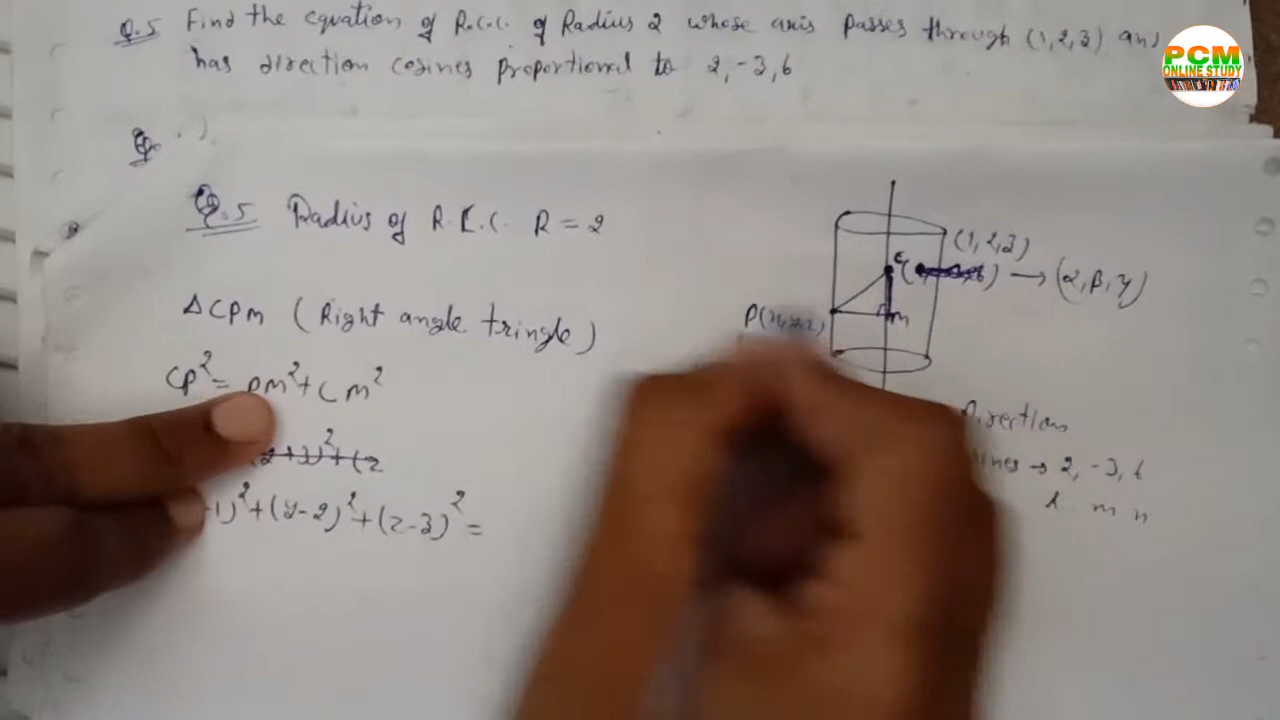 Q.5 Find the equation of R.C.C. of Radius 2 whose axis passes through (1,2,3) and
has direction cosines proportional to 2,-3,6
PCM
ONLINE STUDY
Q.5 Radius of R.C.C. R = 2
(1,2,3)
c → (α,β,γ)
ΔCPM (Right angle tringle)
P(x,y,z) m
CP² = PM² + CM²
Direction
2, -3, 6
-1)² + (y-2)² + (z-3)² =
l m n